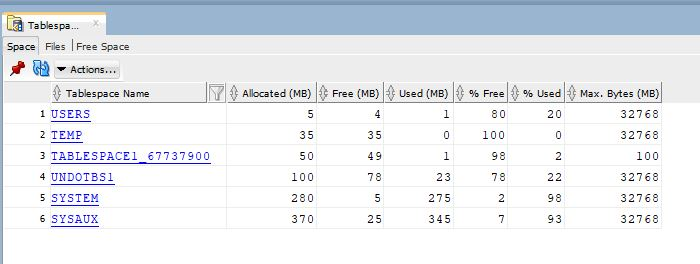 Tablespa... x
Space Files Free Space
Actions...
Tablespace Name Allocated (MB) Free (MB) Used (MB) % Free % Used Max. Bytes (MB)
1 USERS 5 4 1 80 20 32768
2 TEMP 35 35 0 100 0 32768
3 TABLESPACE1_67737900 50 49 1 98 2 100
4 UNDOTBS1 100 78 23 78 22 32768
5 SYSTEM 280 5 275 2 98 32768
6 SYSAUX 370 25 345 7 93 32768